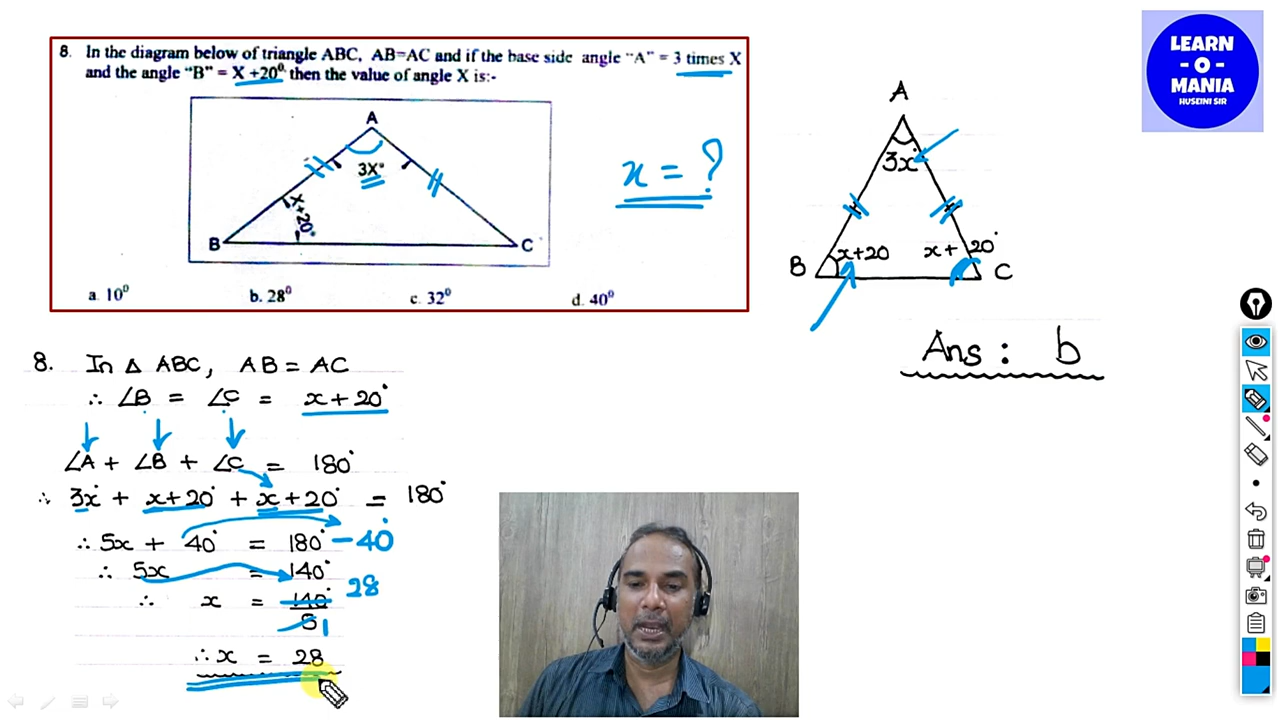 8. In the diagram below of triangle ABC, AB=AC and if the base side angle "A" = 3 times X
and the angle "B" = X +20⁰ then the value of angle X is:-
A
3X°
X+20°
B
C
a. 10⁰
b. 28⁰
c. 32⁰
d. 40⁰
x = ?
A
3x°
x+20
x+ 20°
B
C
LEARN
- O -
MANIA
HUSEINI SIR
Ans : b
8. In △ ABC, AB = AC
∴ ∠B = ∠C = x + 20°
∠A + ∠B + ∠C = 180°
∴ 3x° + x+20° + x+20° = 180°
∴ 5x + 40° = 180° -40°
∴ 5x = 140°
∴ x = 140°/5 28
1
∴ x = 28